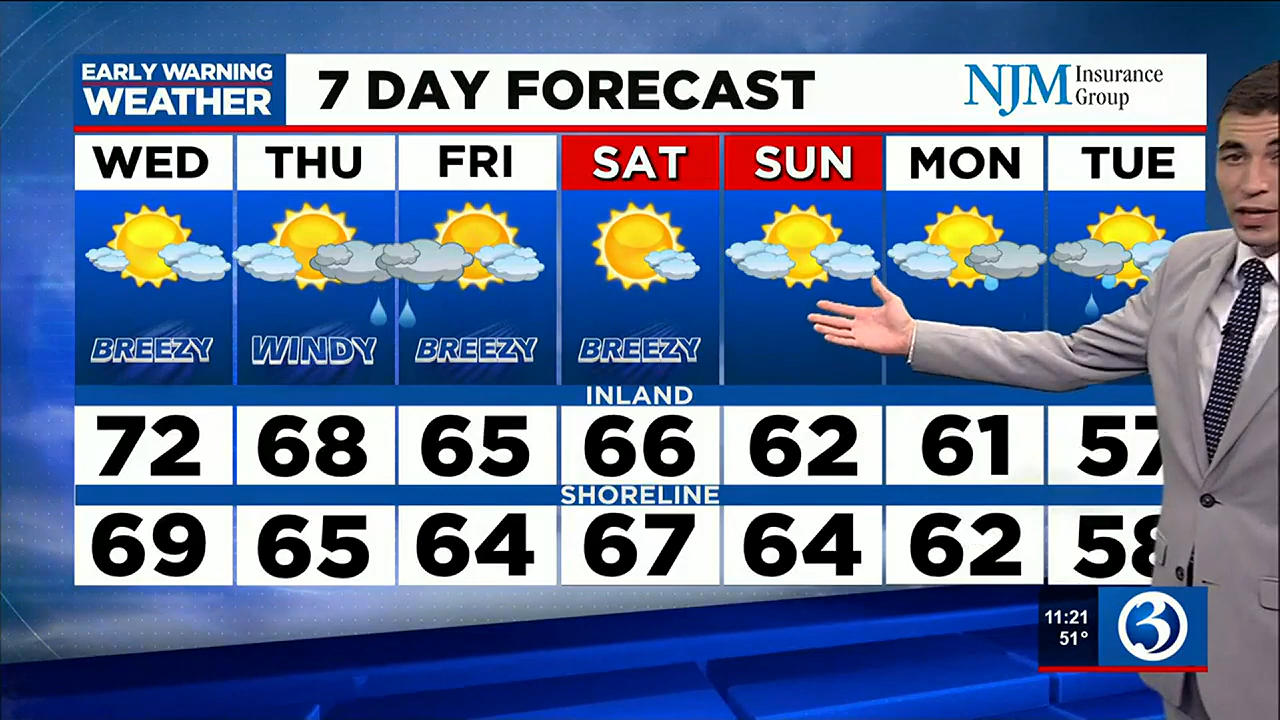 EARLY WARNING
WEATHER
7 DAY FORECAST
NJM Insurance
Group
WED THU FRI SAT SUN MON TUE
BREEZY WINDY BREEZY BREEZY
INLAND
72 68 65 66 62 61 57
SHORELINE
69 65 64 67 64 62 58
11:21
51°
3